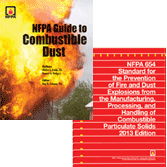 NFPA
NFPA Guide to
Combustible
Dust
NFPA 654
Standard for
the Prevention
of Fire and Dust
Explosions from
the Manufacturing,
Processing, and
Handling of
Combustible
Particulate Solids
2013 Edition